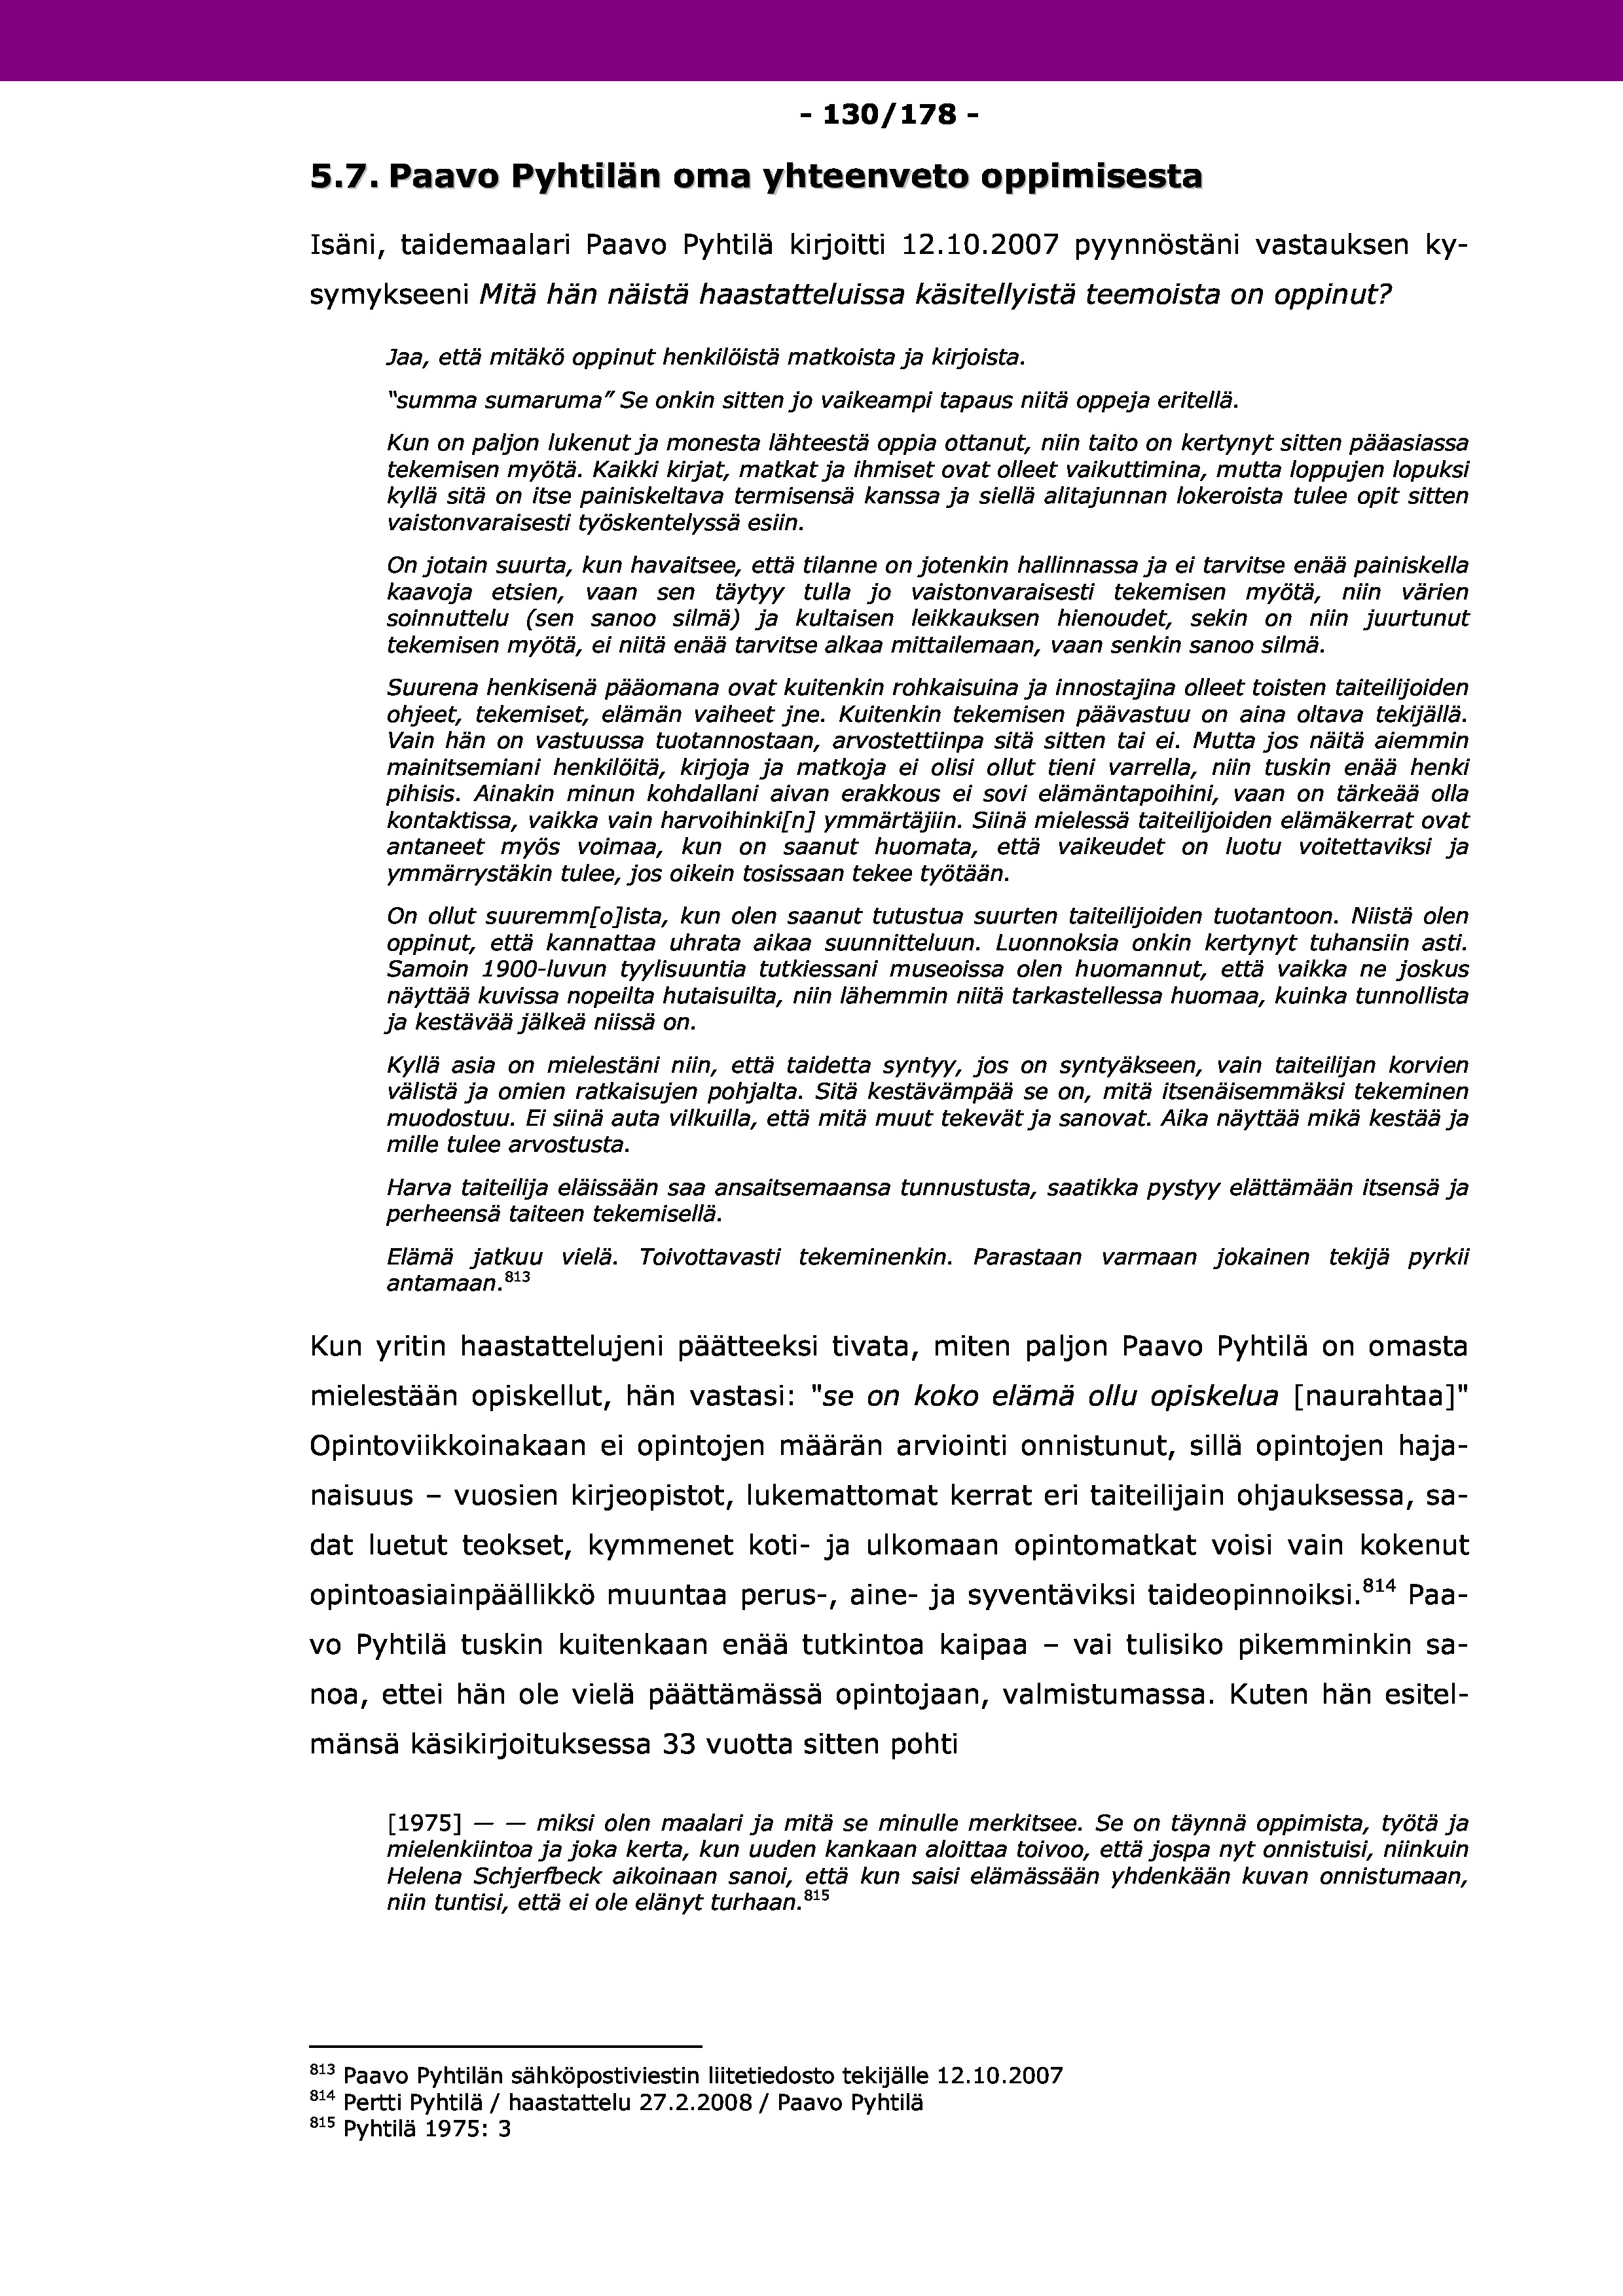 - 130/178 -
5.7. Paavo Pyhtilän oma yhteenveto oppimisesta
Isäni, taidemaalari Paavo Pyhtilä kirjoitti 12.10.2007 pyynnöstäni vastauksen ky-
symykseeni Mitä hän näistä haastatteluissa käsitellyistä teemoista on oppinut?
Jaa, että mitäkö oppinut henkilöistä matkoista ja kirjoista.
“summa sumaruma” Se onkin sitten jo vaikeampi tapaus niitä oppeja eritellä.
Kun on paljon lukenut ja monesta lähteestä oppia ottanut, niin taito on kertynyt sitten pääasiassa
tekemisen myötä. Kaikki kirjat, matkat ja ihmiset ovat olleet vaikuttimina, mutta loppujen lopuksi
kyllä sitä on itse painiskeltava termisensä kanssa ja siellä alitajunnan lokeroista tulee opit sitten
vaistonvaraisesti työskentelyssä esiin.
On jotain suurta, kun havaitsee, että tilanne on jotenkin hallinnassa ja ei tarvitse enää painiskella
kaavoja etsien, vaan sen täytyy tulla jo vaistonvaraisesti tekemisen myötä, niin värien
soinnuttelu (sen sanoo silmä) ja kultaisen leikkauksen hienoudet, sekin on niin juurtunut
tekemisen myötä, ei niitä enää tarvitse alkaa mittailemaan, vaan senkin sanoo silmä.
Suurena henkisenä pääomana ovat kuitenkin rohkaisuina ja innostajina olleet toisten taiteilijoiden
ohjeet, tekemiset, elämän vaiheet jne. Kuitenkin tekemisen päävastuu on aina oltava tekijällä.
Vain hän on vastuussa tuotannostaan, arvostettiinpa sitä sitten tai ei. Mutta jos näitä aiemmin
mainitsemiani henkilöitä, kirjoja ja matkoja ei olisi ollut tieni varrella, niin tuskin enää henki
pihisis. Ainakin minun kohdallani aivan erakkous ei sovi elämäntapoihini, vaan on tärkeää olla
kontaktissa, vaikka vain harvoihinki[n] ymmärtäjiin. Siinä mielessä taiteilijoiden elämäkerrat ovat
antaneet myös voimaa, kun on saanut huomata, että vaikeudet on luotu voitettaviksi ja
ymmärrystäkin tulee, jos oikein tosissaan tekee työtään.
On ollut suuremm[o]ista, kun olen saanut tutustua suurten taiteilijoiden tuotantoon. Niistä olen
oppinut, että kannattaa uhrata aikaa suunnitteluun. Luonnoksia onkin kertynyt tuhansiin asti.
Samoin 1900-luvun tyylisuuntia tutkiessani museoissa olen huomannut, että vaikka ne joskus
näyttää kuvissa nopeilta hutaisuilta, niin lähemmin niitä tarkastellessa huomaa, kuinka tunnollista
ja kestävää jälkeä niissä on.
Kyllä asia on mielestäni niin, että taidetta syntyy, jos on syntyäkseen, vain taiteilijan korvien
välistä ja omien ratkaisujen pohjalta. Sitä kestävämpää se on, mitä itsenäisemmäksi tekeminen
muodostuu. Ei siinä auta vilkuilla, että mitä muut tekevät ja sanovat. Aika näyttää mikä kestää ja
mille tulee arvostusta.
Harva taiteilija eläissään saa ansaitsemaansa tunnustusta, saatikka pystyy elättämään itsensä ja
perheensä taiteen tekemisellä.
Elämä jatkuu vielä. Toivottavasti tekeminenkin. Parastaan varmaan jokainen tekijä pyrkii
antamaan.813
Kun yritin haastattelujeni päätteeksi tivata, miten paljon Paavo Pyhtilä on omasta
mielestään opiskellut, hän vastasi: "se on koko elämä ollu opiskelua [naurahtaa]"
Opintoviikkoinakaan ei opintojen määrän arviointi onnistunut, sillä opintojen haja-
naisuus – vuosien kirjeopistot, lukemattomat kerrat eri taiteilijain ohjauksessa, sa-
dat luetut teokset, kymmenet koti- ja ulkomaan opintomatkat voisi vain kokenut
opintoasiainpäällikkö muuntaa perus-, aine- ja syventäviksi taideopinnoiksi.814 Paa-
vo Pyhtilä tuskin kuitenkaan enää tutkintoa kaipaa – vai tulisiko pikemminkin sa-
noa, ettei hän ole vielä päättämässä opintojaan, valmistumassa. Kuten hän esitel-
mänsä käsikirjoituksessa 33 vuotta sitten pohti
[1975] — — miksi olen maalari ja mitä se minulle merkitsee. Se on täynnä oppimista, työtä ja
mielenkiintoa ja joka kerta, kun uuden kankaan aloittaa toivoo, että jospa nyt onnistuisi, niinkuin
Helena Schjerfbeck aikoinaan sanoi, että kun saisi elämässään yhdenkään kuvan onnistumaan,
niin tuntisi, että ei ole elänyt turhaan.815
813 Paavo Pyhtilän sähköpostiviestin liitetiedosto tekijälle 12.10.2007
814 Pertti Pyhtilä / haastattelu 27.2.2008 / Paavo Pyhtilä
815 Pyhtilä 1975: 3